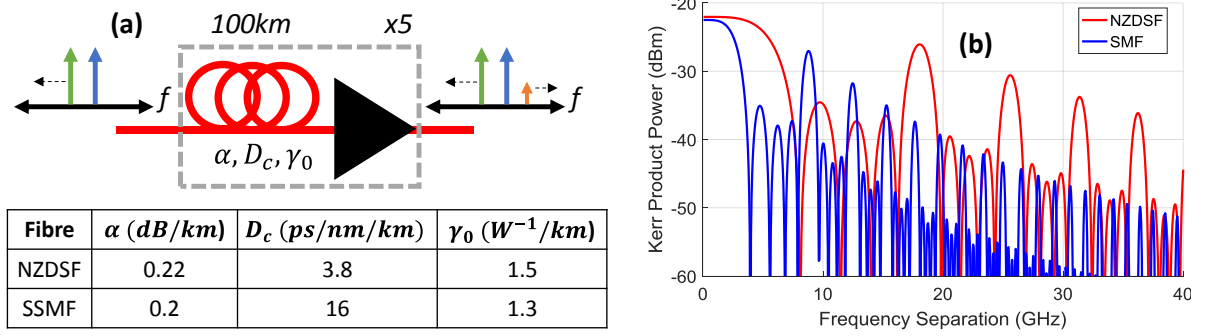 (a)
100km
x5
f
f
α, D_c, γ_0
Fibre α (dB/km) D_c (ps/nm/km) γ_0 (W^{-1}/km)
NZDSF 0.22 3.8 1.5
SSMF 0.2 16 1.3
(b)
NZDSF
SMF
Kerr Product Power (dBm)
-20
-30
-40
-50
-60
0 10 20 30 40
Frequency Separation (GHz)